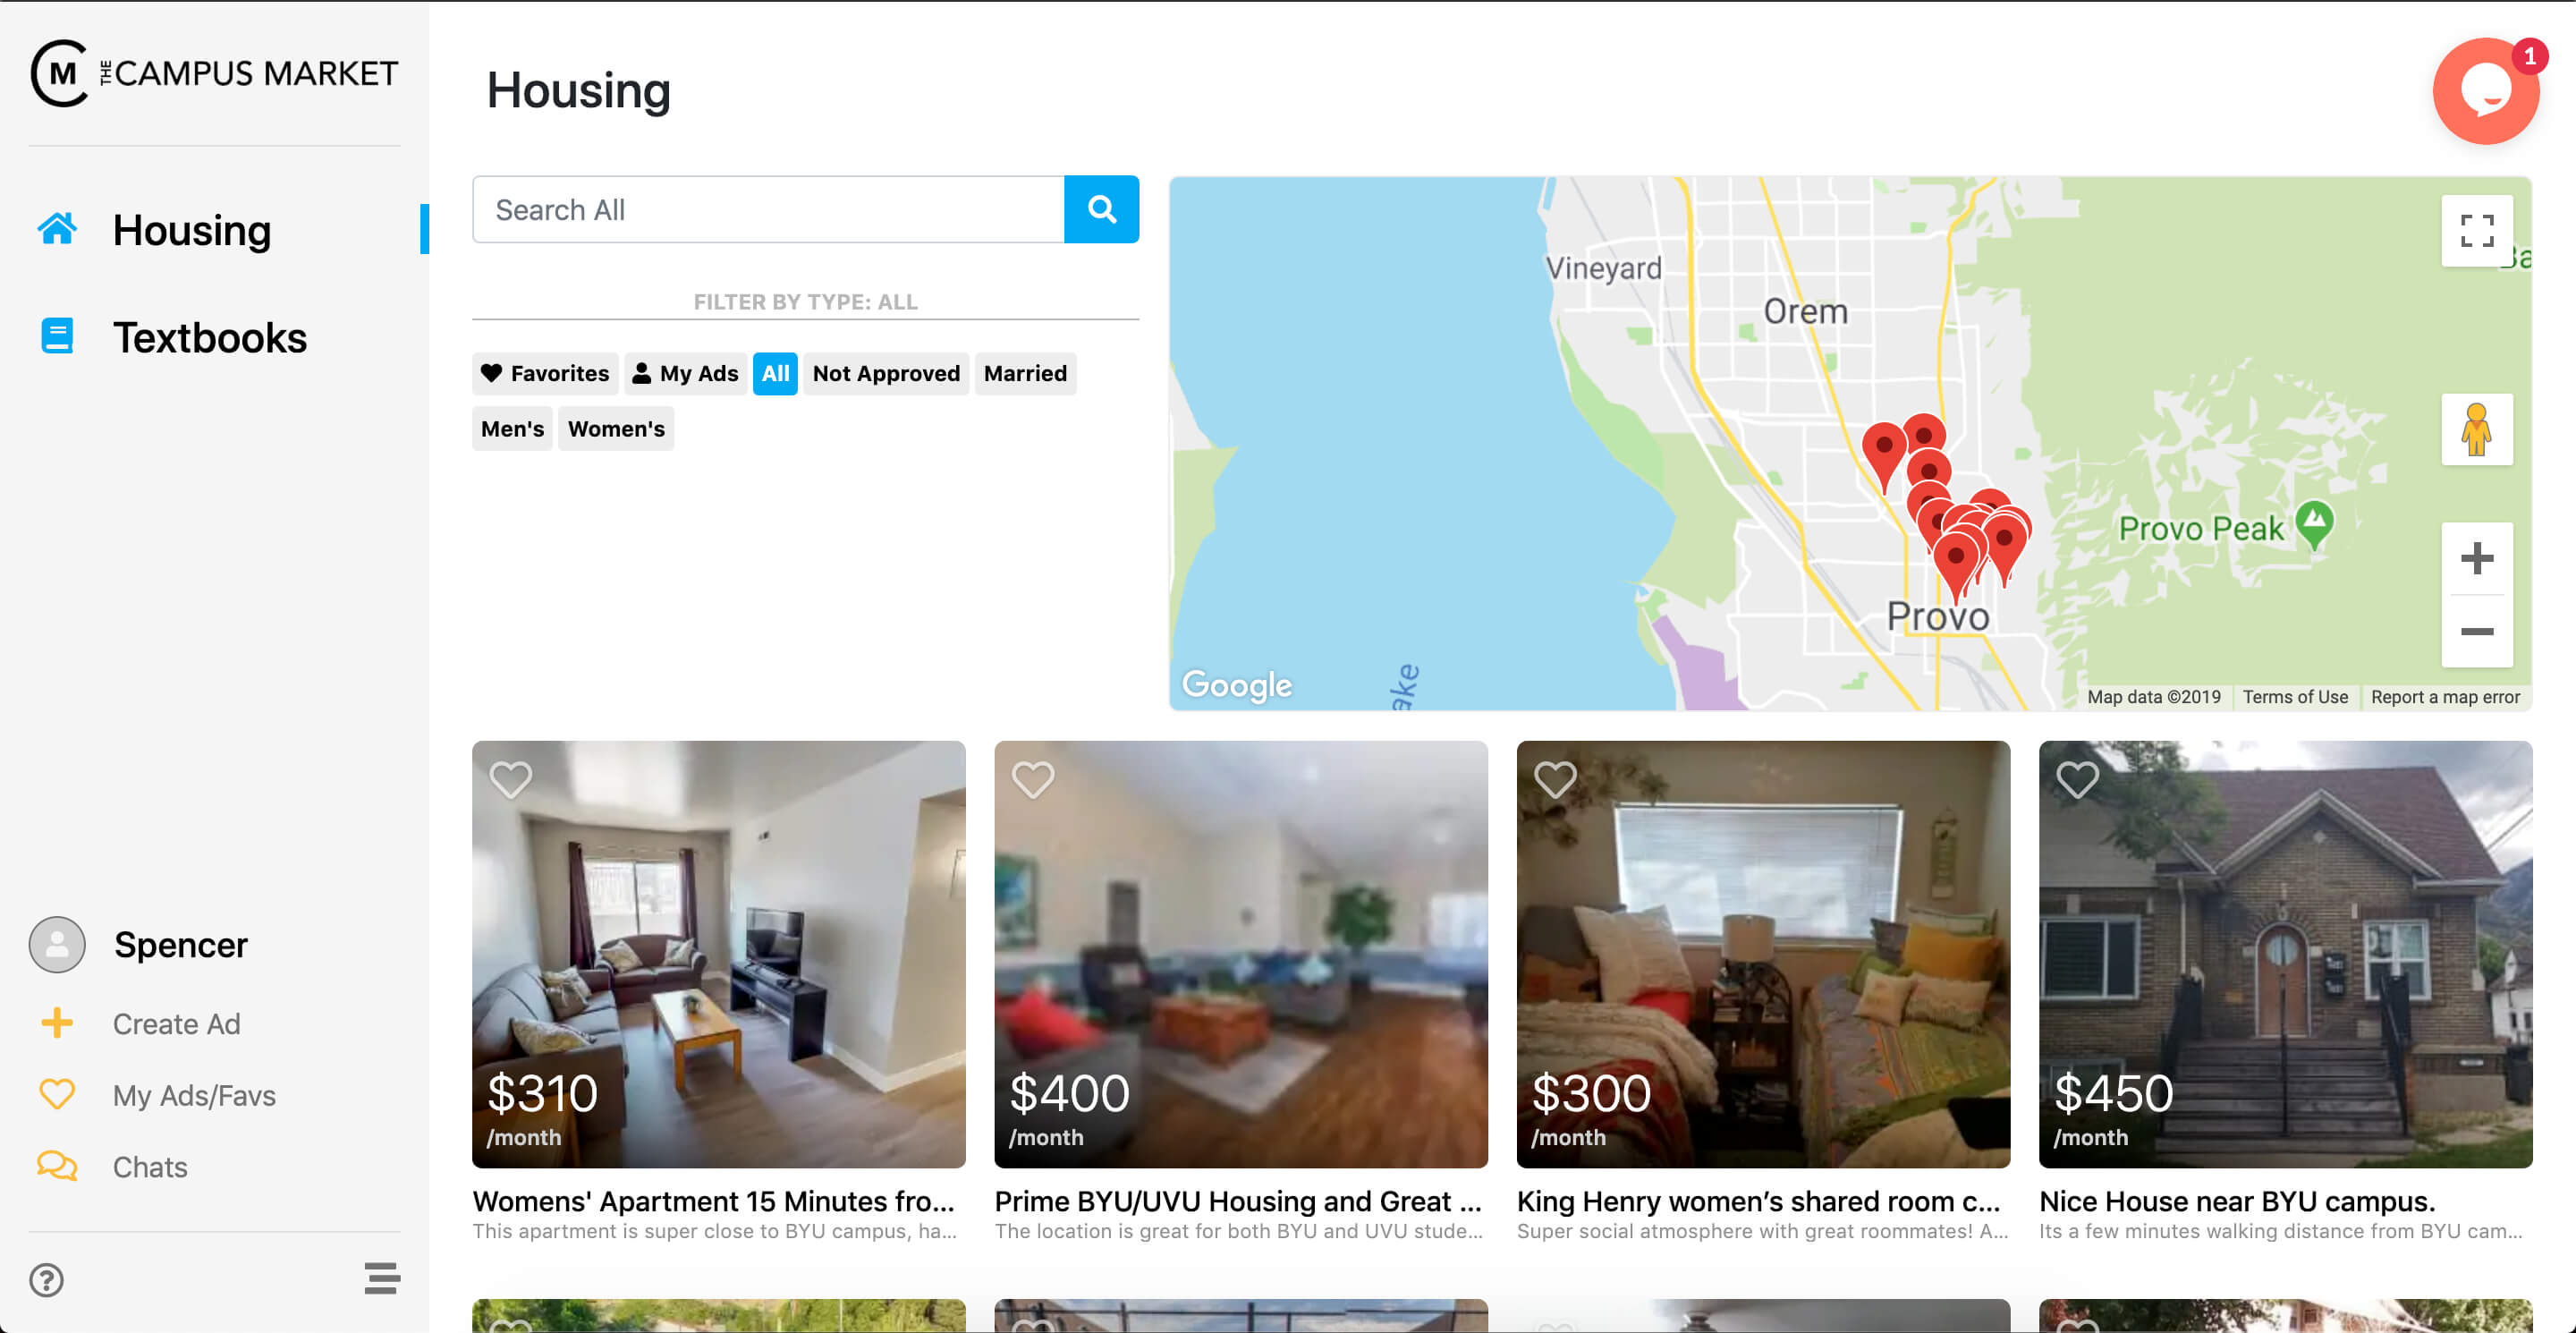 M THE CAMPUS MARKET
Housing
Textbooks
Spencer
Create Ad
My Ads/Favs
Chats
?
Housing
1
Search All
FILTER BY TYPE: ALL
Favorites My Ads All Not Approved Married
Men's Women's
Vineyard
Orem
Ba
Provo Peak
Provo
ake
Google
Map data ©2019 Terms of Use Report a map error
$310
/month
Womens' Apartment 15 Minutes fro...
This apartment is super close to BYU campus, ha...
$400
/month
Prime BYU/UVU Housing and Great ...
The location is great for both BYU and UVU stude...
$300
/month
King Henry women’s shared room c...
Super social atmosphere with great roommates! A...
$450
/month
Nice House near BYU campus.
Its a few minutes walking distance from BYU cam...